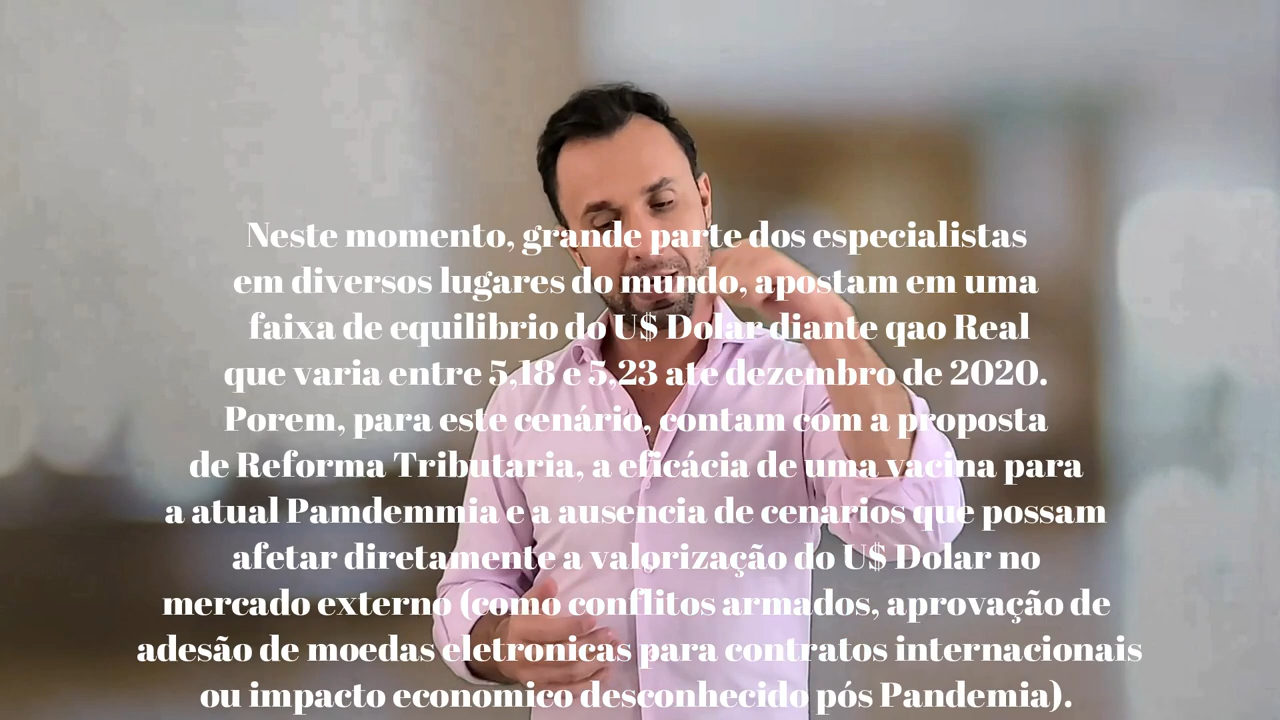 Neste momento, grande parte dos especialistas
em diversos lugares do mundo, apostam em uma
faixa de equilibrio do U$ Dolar diante qao Real
que varia entre 5,18 e 5,23 até dezembro de 2020.
Porem, para este cenário, contam com a proposta
de Reforma Tributaria, a eficácia de uma vacina para
a atual Pamdemmia e a ausencia de cenarios que possam
afetar diretamente a valorização do U$ Dolar no
mercado externo (como conflitos armados, aprovação de
adesão de moedas eletronicas para contratos internacionais
ou impacto economico desconhecido pós Pandemia).